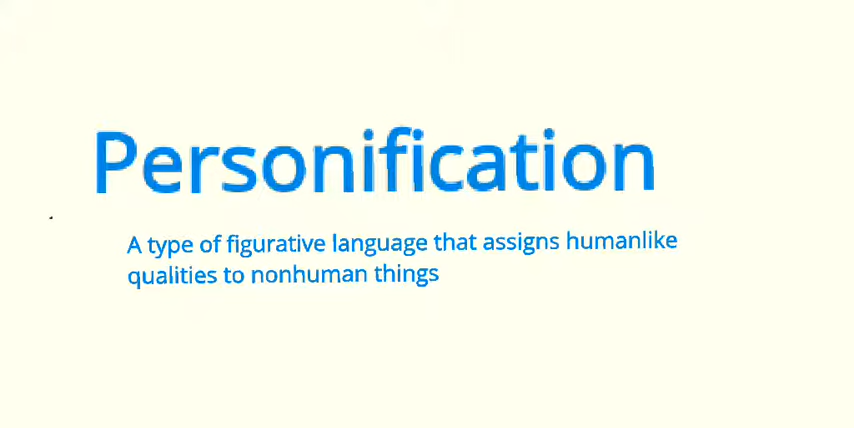 Personification
A type of figurative language that assigns humanlike
qualities to nonhuman things